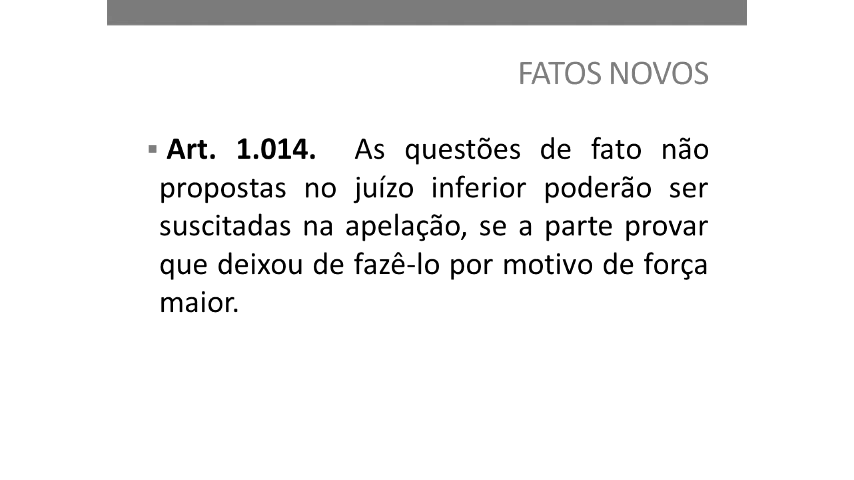 FATOS NOVOS
▪ Art. 1.014. As questões de fato não
propostas no juízo inferior poderão ser
suscitadas na apelação, se a parte provar
que deixou de fazê-lo por motivo de força
maior.